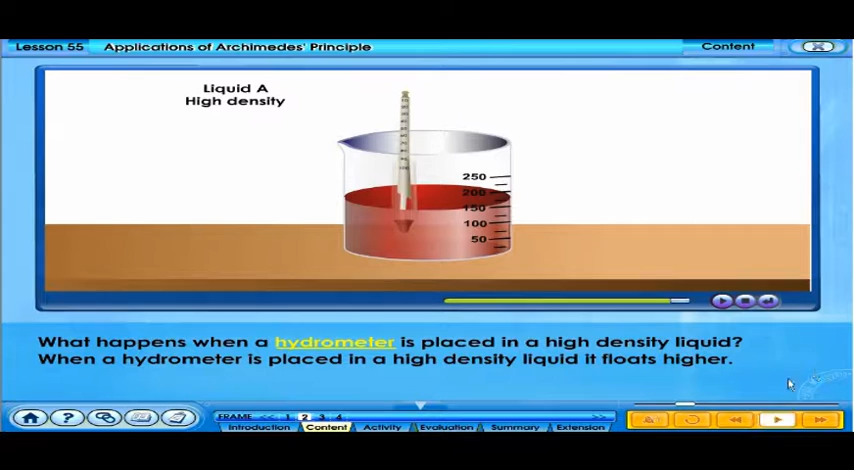 Lesson 55 Applications of Archimedes' Principle Content
Liquid A
High density
250
200
150
100
50
What happens when a hydrometer is placed in a high density liquid?
When a hydrometer is placed in a high density liquid it floats higher.
FRAME << 1 2 3 4 >>
Introduction Content Activity Evaluation Summary Extension